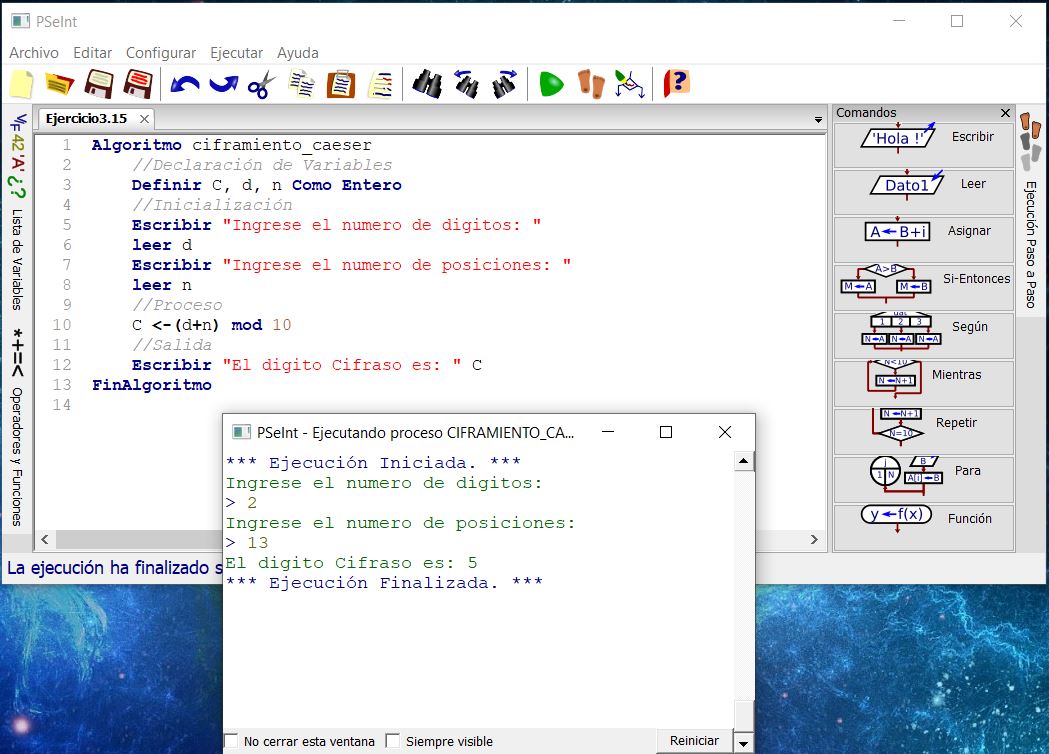 PSeInt
Archivo Editar Configurar Ejecutar Ayuda
Ejercicio3.15
Comandos
1 Algoritmo ciframiento_caeser
2 //Declaración de Variables
3 Definir C, d, n Como Entero
4 //Inicialización
5 Escribir "Ingrese el numero de digitos: "
6 leer d
7 Escribir "Ingrese el numero de posiciones: "
8 leer n
9 //Proceso
10 C <-(d+n) mod 10
11 //Salida
12 Escribir "El digito Cifraso es: " C
13 FinAlgoritmo
14
V/F 42 'A' ¿?
Lista de Variables
*+=<
Operadores y Funciones
'Hola !' Escribir
Dato1 Leer
A←B+i Asignar
A>B
M←A M←B Si-Entonces
1 2 3
N←A N←A N←A Según
N<10
N←N+1 Mientras
N←N+1
N=10 Repetir
i B
1 N A[i]←B Para
y←f(x) Función
Ejecución Paso a Paso
La ejecución ha finalizado s
PSeInt - Ejecutando proceso CIFRAMIENTO_CA...
*** Ejecución Iniciada. ***
Ingrese el numero de digitos:
> 2
Ingrese el numero de posiciones:
> 13
El digito Cifraso es: 5
*** Ejecución Finalizada. ***
No cerrar esta ventana Siempre visible Reiniciar